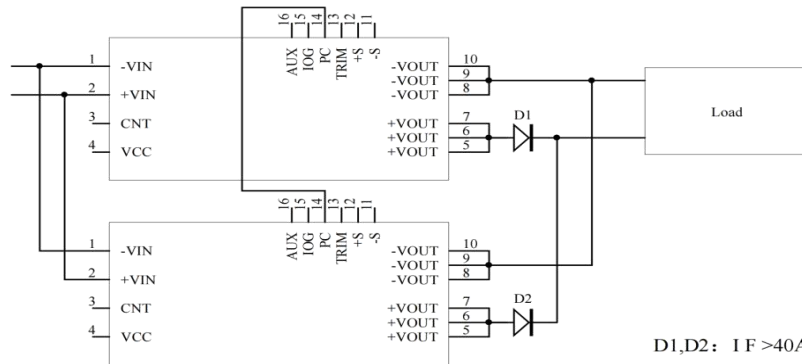 16 15 14 13 12 11
AUX IOG PC TRIM +S -S
1 -VIN -VOUT 10
-VOUT 9
2 +VIN -VOUT 8
3 CNT +VOUT 7 D1
+VOUT 6
4 VCC +VOUT 5
Load
16 15 14 13 12 11
AUX IOG PC TRIM +S -S
1 -VIN -VOUT 10
-VOUT 9
2 +VIN -VOUT 8
3 CNT +VOUT 7 D2
+VOUT 6
4 VCC +VOUT 5
D1,D2： I F >40A